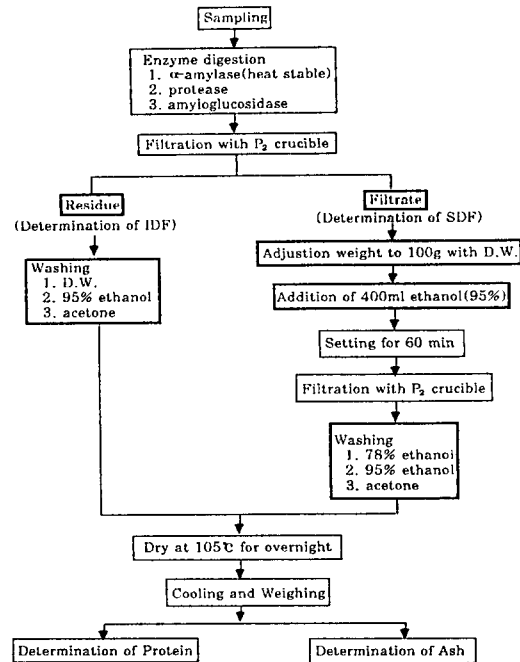 Sampling
Enzyme digestion
1. α-amylase(heat stable)
2. protease
3. amyloglucosidase
Filtration with P₂ crucible
Residue
(Determination of IDF)
Washing
1. D.W.
2. 95% ethanol
3. acetone
Filtrate
(Determination of SDF)
Adjustion weight to 100g with D.W.
Addition of 400ml ethanol(95%)
Setting for 60 min
Filtration with P₂ crucible
Washing
1. 78% ethanol
2. 95% ethanol
3. acetone
Dry at 105℃ for overnight
Cooling and Weighing
Determination of Protein
Determination of Ash